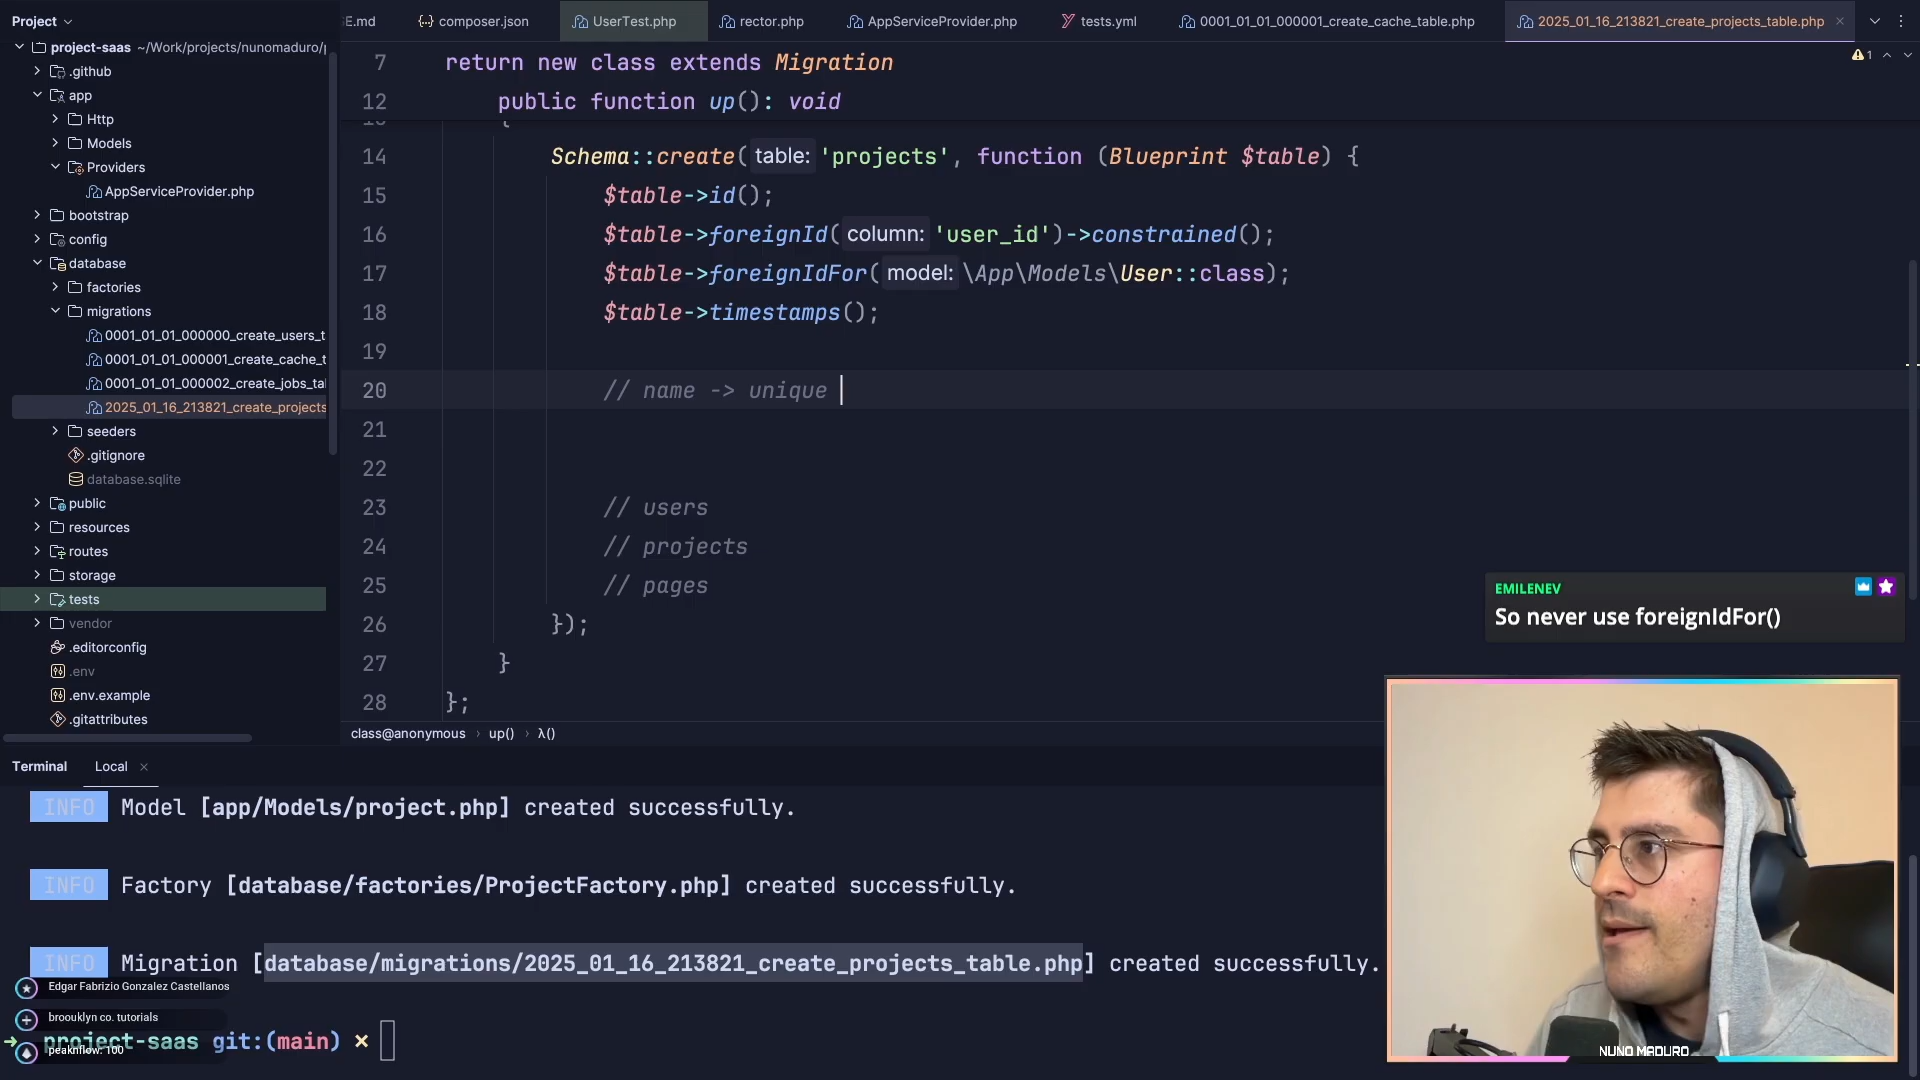 Project
E.md
composer.json
UserTest.php
rector.php
AppServiceProvider.php
tests.yml
0001_01_01_000001_create_cache_table.php
2025_01_16_213821_create_projects_table.php
project-saas ~/Work/projects/nunomaduro/p
.github
app
Http
Models
Providers
AppServiceProvider.php
bootstrap
config
database
factories
migrations
0001_01_01_000000_create_users_t
0001_01_01_000001_create_cache_t
0001_01_01_000002_create_jobs_tal
2025_01_16_213821_create_projects
seeders
.gitignore
database.sqlite
public
resources
routes
storage
tests
vendor
.editorconfig
.env
.env.example
.gitattributes
1
7 return new class extends Migration
12 public function up(): void
{
14 Schema::create( table: 'projects', function (Blueprint $table) {
15 $table->id();
16 $table->foreignId( column: 'user_id')->constrained();
17 $table->foreignIdFor( model: \App\Models\User::class);
18 $table->timestamps();
19
20 // name -> unique
21
22
23 // users
24 // projects
25 // pages
26 });
27 }
28 };
class@anonymous › up() › λ()
EMILENEV
So never use foreignIdFor()
Terminal
Local
INFO Model [app/Models/project.php] created successfully.
INFO Factory [database/factories/ProjectFactory.php] created successfully.
INFO Migration [database/migrations/2025_01_16_213821_create_projects_table.php] created successfully.
Edgar Fabrizio Gonzalez Castellanos
broouklyn co. tutorials
project-saas git:(main) ×
peaknflow: 100
NUNO MADURO